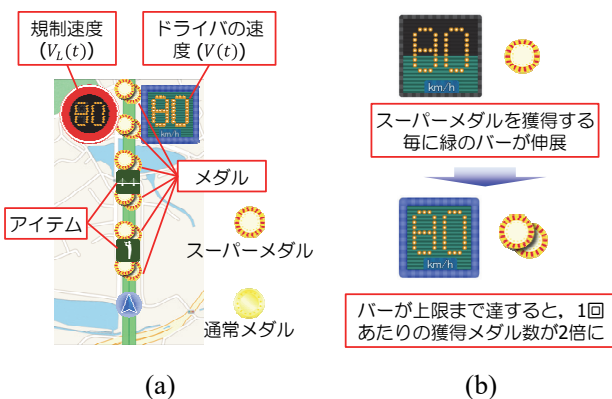 規制速度
(V_L(t))
ドライバの速
度 (V(t))
80
80
km/h
メダル
アイテム
スーパーメダル
通常メダル
(a)
80
km/h
スーパーメダルを獲得する
毎に緑のバーが伸展
80
km/h
バーが上限まで達すると，1回
あたりの獲得メダル数が2倍に
(b)